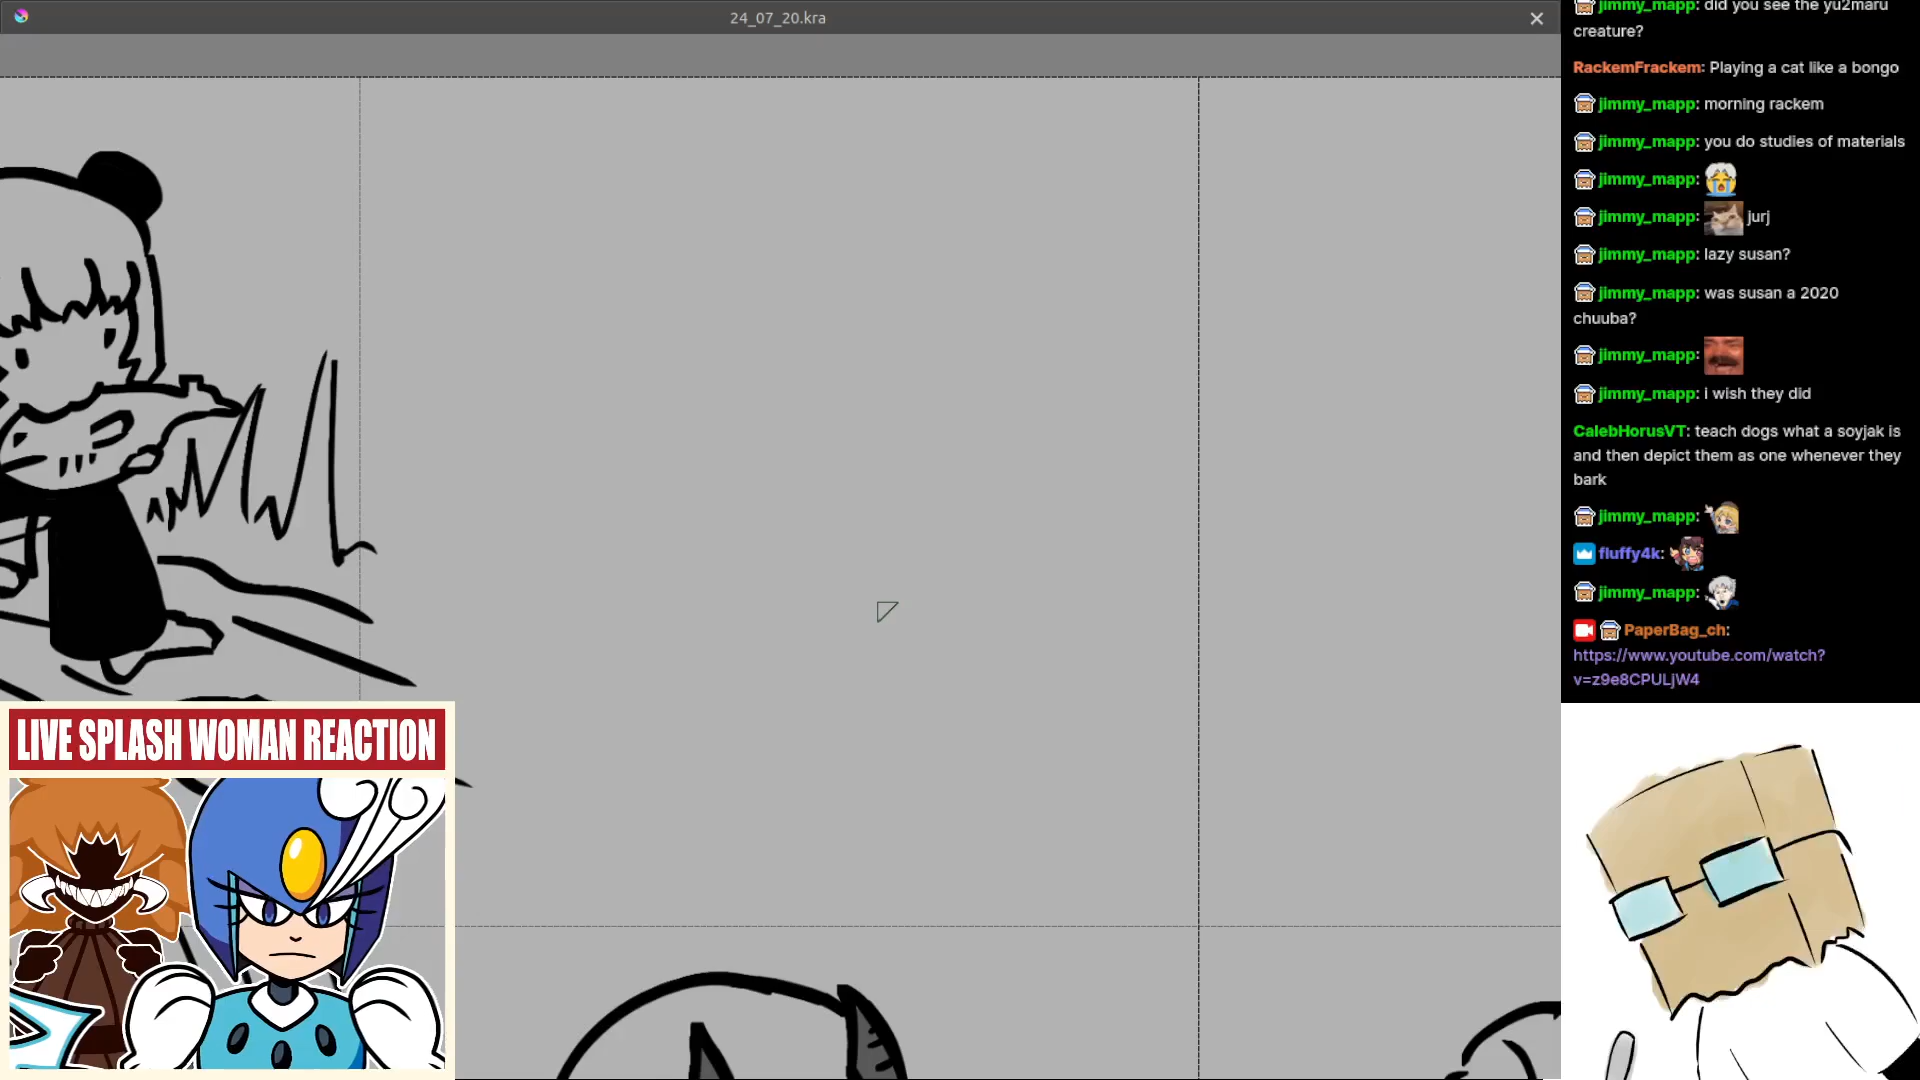 24_07_20.kra
jimmy_mapp: did you see the yu2maru
creature?
RackemFrackem: Playing a cat like a bongo
jimmy_mapp: morning rackem
jimmy_mapp: you do studies of materials
jimmy_mapp:
jimmy_mapp: jurj
jimmy_mapp: lazy susan?
jimmy_mapp: was susan a 2020
chuuba?
jimmy_mapp:
jimmy_mapp: i wish they did
CalebHorusVT: teach dogs what a soyjak is
and then depict them as one whenever they
bark
jimmy_mapp:
fluffy4k:
jimmy_mapp:
PaperBag_ch:
https://www.youtube.com/watch?
v=z9e8CPULjW4
LIVE SPLASH WOMAN REACTION